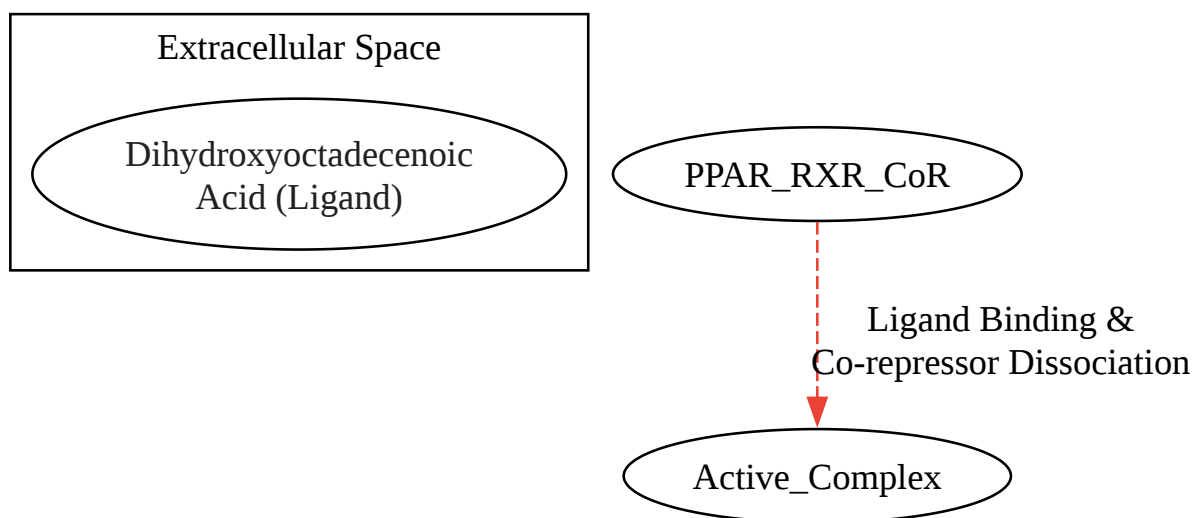 Extracellular Space
Dihydroxyoctadecenoic
Acid (Ligand)
PPAR_RXR_CoR
Ligand Binding &
Co-repressor Dissociation
Active_Complex